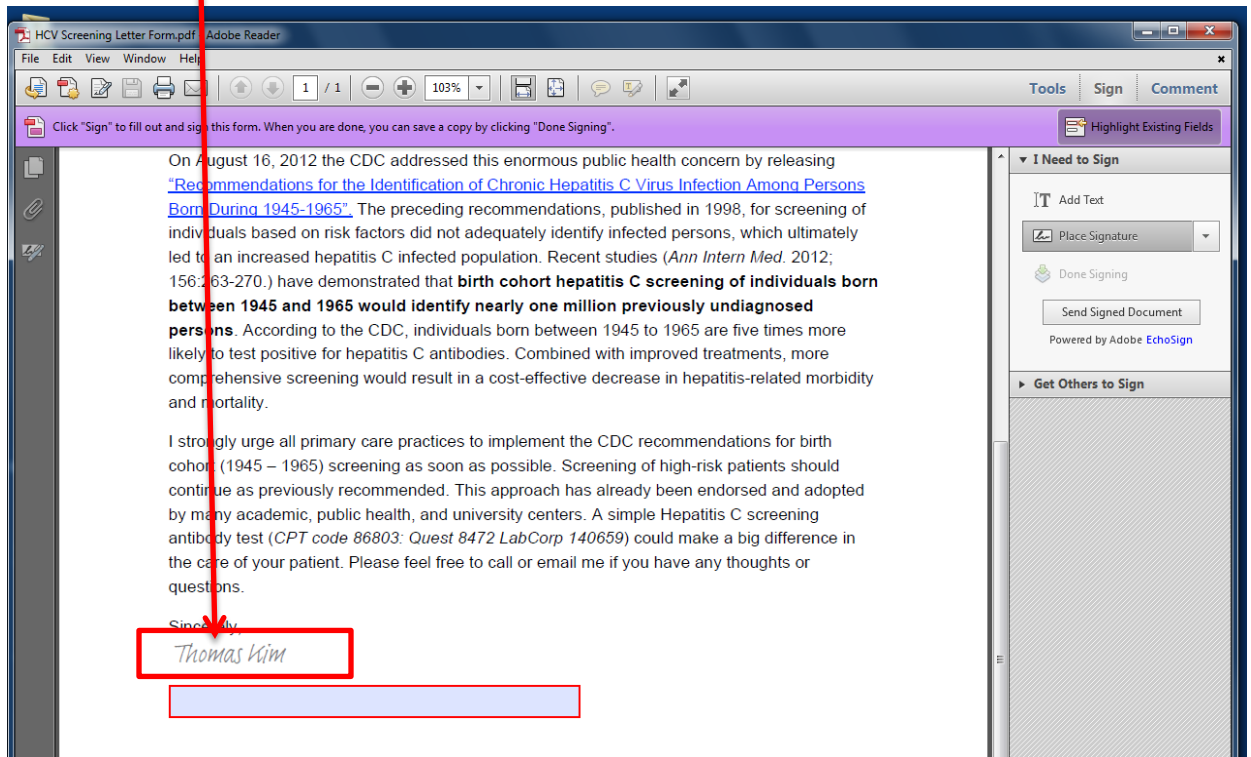 HCV Screening Letter Form.pdf - Adobe Reader
File Edit View Window Help
1 / 1 103% Tools Sign Comment
Click "Sign" to fill out and sign this form. When you are done, you can save a copy by clicking "Done Signing". Highlight Existing Fields
On August 16, 2012 the CDC addressed this enormous public health concern by releasing
“Recommendations for the Identification of Chronic Hepatitis C Virus Infection Among Persons
Born During 1945-1965”. The preceding recommendations, published in 1998, for screening of
individuals based on risk factors did not adequately identify infected persons, which ultimately
led to an increased hepatitis C infected population. Recent studies (Ann Intern Med. 2012;
156:263-270.) have demonstrated that birth cohort hepatitis C screening of individuals born
between 1945 and 1965 would identify nearly one million previously undiagnosed
persons. According to the CDC, individuals born between 1945 to 1965 are five times more
likely to test positive for hepatitis C antibodies. Combined with improved treatments, more
comprehensive screening would result in a cost-effective decrease in hepatitis-related morbidity
and mortality.
I strongly urge all primary care practices to implement the CDC recommendations for birth
cohort (1945 – 1965) screening as soon as possible. Screening of high-risk patients should
continue as previously recommended. This approach has already been endorsed and adopted
by many academic, public health, and university centers. A simple Hepatitis C screening
antibody test (CPT code 86803: Quest 8472 LabCorp 140659) could make a big difference in
the care of your patient. Please feel free to call or email me if you have any thoughts or
questions.
Sincerely,
Thomas Kim
I Need to Sign
Add Text
Place Signature
Done Signing
Send Signed Document
Powered by Adobe EchoSign
Get Others to Sign